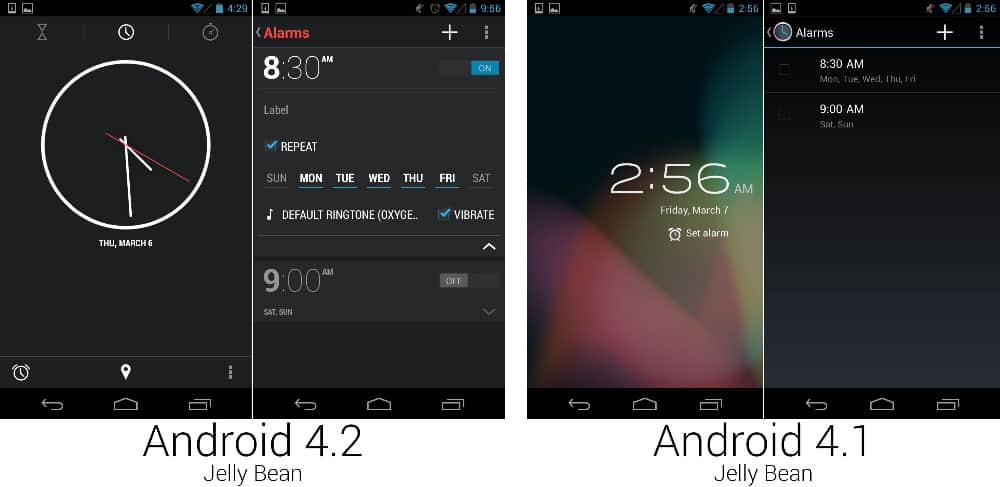 4:29
THU, MARCH 6
9:56
Alarms
8:30 AM
ON
Label
REPEAT
SUN MON TUE WED THU FRI SAT
DEFAULT RINGTONE (OXYGE.. VIBRATE
9:00 AM
OFF
SAT, SUN
Android 4.2
Jelly Bean
2:56
2:56 AM
Friday, March 7
Set alarm
2:56
Alarms
8:30 AM
Mon, Tue, Wed, Thu, Fri
9:00 AM
Sat, Sun
Android 4.1
Jelly Bean